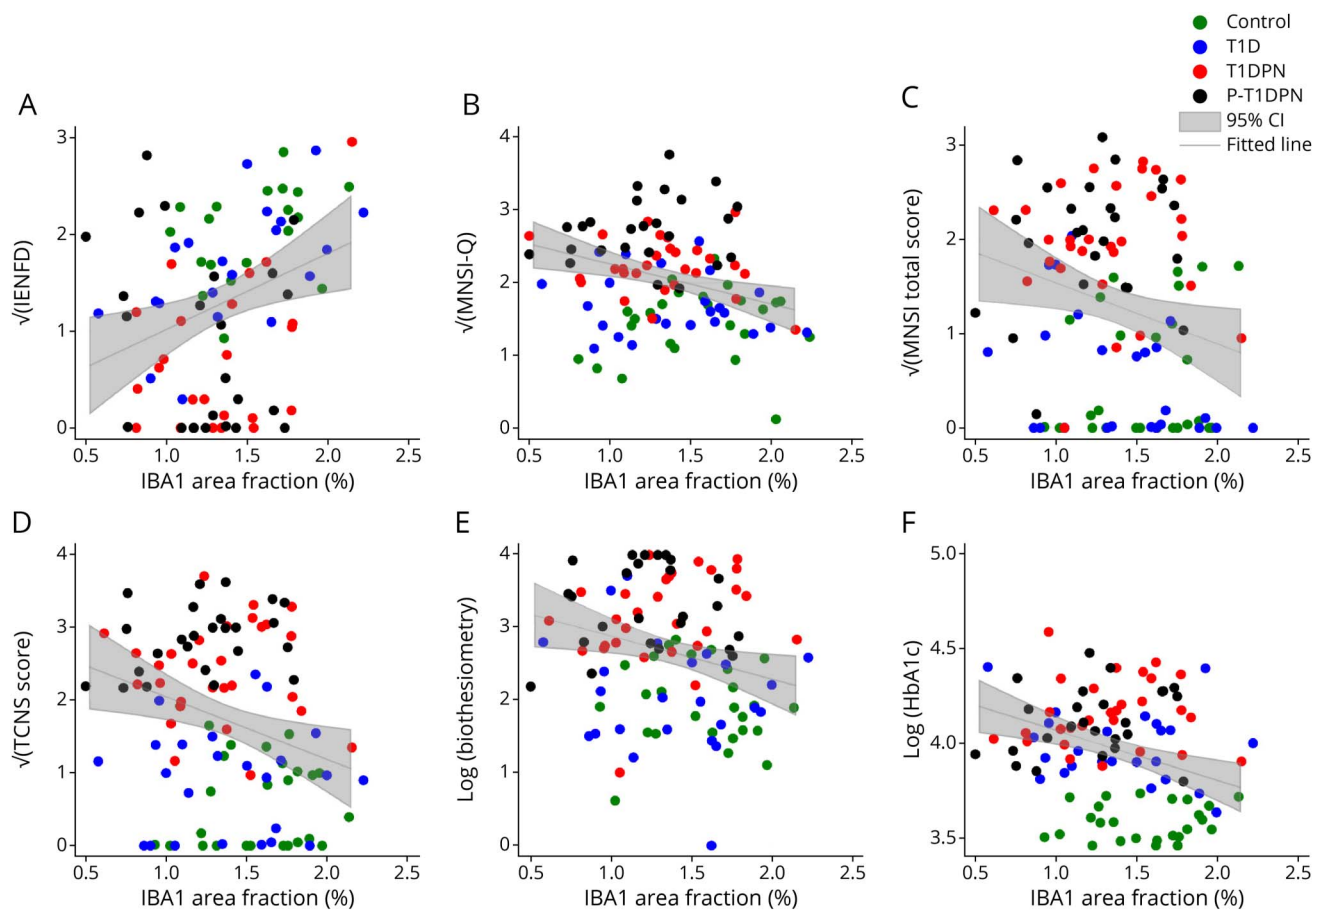 Control
T1D
T1DPN
P-T1DPN
95% CI
Fitted line
A
√(IENFD)
3
2
1
0
0.5 1.0 1.5 2.0 2.5
IBA1 area fraction (%)
B
√(MNSI-Q)
4
3
2
1
0
0.5 1.0 1.5 2.0 2.5
IBA1 area fraction (%)
C
√(MNSI total score)
3
2
1
0
0.5 1.0 1.5 2.0 2.5
IBA1 area fraction (%)
D
√(TCNS score)
4
3
2
1
0
0.5 1.0 1.5 2.0 2.5
IBA1 area fraction (%)
E
Log (biothesiometry)
4
3
2
1
0
0.5 1.0 1.5 2.0 2.5
IBA1 area fraction (%)
F
Log (HbA1c)
5.0
4.5
4.0
3.5
0.5 1.0 1.5 2.0 2.5
IBA1 area fraction (%)